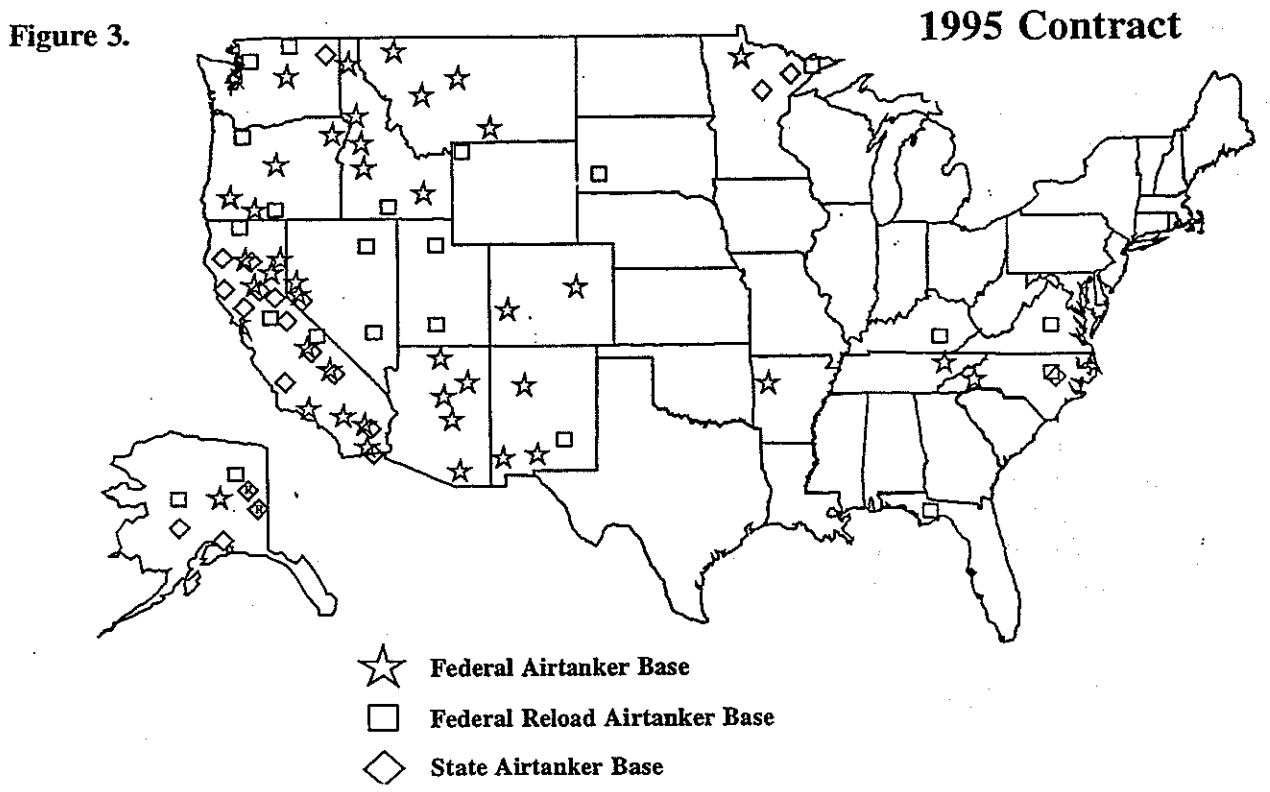 Figure 3.
1995 Contract
R
R
Federal Airtanker Base
Federal Reload Airtanker Base
State Airtanker Base